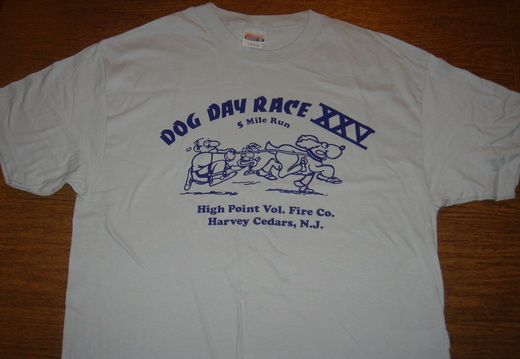 DOG DAY RACE XXV
5 Mile Run
High Point Vol. Fire Co.
Harvey Cedars, N.J.